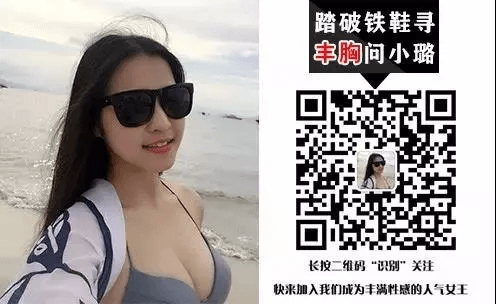 踏破铁鞋寻
丰胸问小璐
长按二维码“识别”关注
快来加入我们成为丰满性感的人气女王